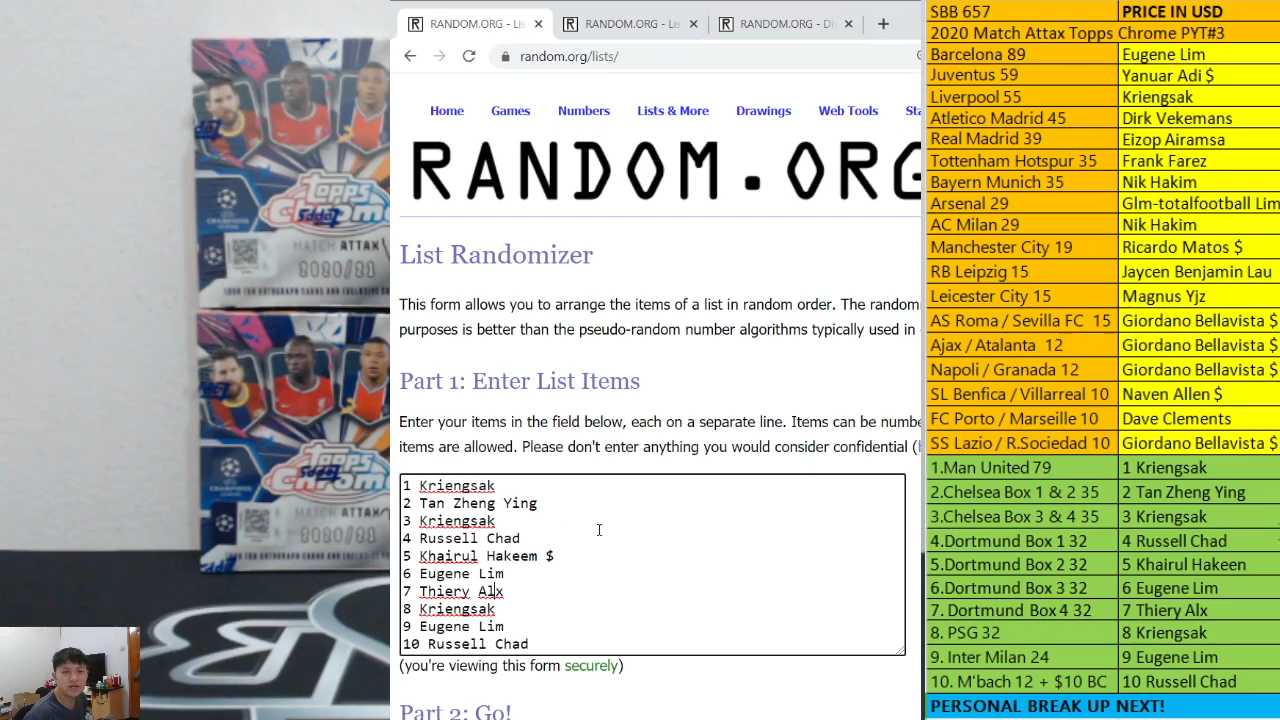 RANDOM.ORG - Lis
RANDOM.ORG - Lis
RANDOM.ORG - Di
random.org/lists/
Home Games Numbers Lists & More Drawings Web Tools Sta
RANDOM.ORG
List Randomizer
This form allows you to arrange the items of a list in random order. The random
purposes is better than the pseudo-random number algorithms typically used in
Part 1: Enter List Items
Enter your items in the field below, each on a separate line. Items can be numbe
items are allowed. Please don't enter anything you would consider confidential (
1 Kriengsak
2 Tan Zheng Ying
3 Kriengsak
4 Russell Chad
5 Khairul Hakeem $
6 Eugene Lim
7 Thiery Alx
8 Kriengsak
9 Eugene Lim
10 Russell Chad
(you're viewing this form securely)
Part 2: Go!
topps
Chrome
MATCH ATTAX
2020/21
Chrome
MATCH ATTAX
2020/21
SBB 657 PRICE IN USD
2020 Match Attax Topps Chrome PYT#3
Barcelona 89 Eugene Lim
Juventus 59 Yanuar Adi $
Liverpool 55 Kriengsak
Atletico Madrid 45 Dirk Vekemans
Real Madrid 39 Eizop Airamsa
Tottenham Hotspur 35 Frank Farez
Bayern Munich 35 Nik Hakim
Arsenal 29 Glm-totalfootball Lim
AC Milan 29 Nik Hakim
Manchester City 19 Ricardo Matos $
RB Leipzig 15 Jaycen Benjamin Lau
Leicester City 15 Magnus Yjz
AS Roma / Sevilla FC 15 Giordano Bellavista $
Ajax / Atalanta 12 Giordano Bellavista $
Napoli / Granada 12 Giordano Bellavista $
SL Benfica / Villarreal 10 Naven Allen $
FC Porto / Marseille 10 Dave Clements
SS Lazio / R.Sociedad 10 Giordano Bellavista $
1.Man United 79 1 Kriengsak
2.Chelsea Box 1 & 2 35 2 Tan Zheng Ying
3.Chelsea Box 3 & 4 35 3 Kriengsak
4.Dortmund Box 1 32 4 Russell Chad
5.Dortmund Box 2 32 5 Khairul Hakeem
6.Dortmund Box 3 32 6 Eugene Lim
7. Dortmund Box 4 32 7 Thiery Alx
8. PSG 32 8 Kriengsak
9. Inter Milan 24 9 Eugene Lim
10. M'bach 12 + $10 BC 10 Russell Chad
PERSONAL BREAK UP NEXT!